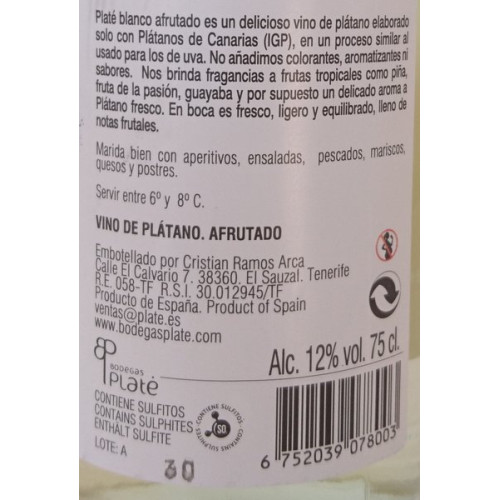 Platé blanco afrutado es un delicioso vino de plátano elaborado
solo con Plátanos de Canarias (IGP), en un proceso similar al
usado para los de uva. No añadimos colorantes, aromatizantes ni
sabores. Nos brinda fragancias a frutas tropicales como piña,
fruta de la pasión, guayaba y por supuesto un delicado aroma a
Plátano fresco. En boca es fresco, ligero y equilibrado, lleno de
notas frutales.
Marida bien con aperitivos, ensaladas, pescados, mariscos,
quesos y postres.
Servir entre 6º y 8º C.
VINO DE PLÁTANO. AFRUTADO
Embotellado por Cristian Ramos Arca
Calle El Calvario 7. 38360. El Sauzal. Tenerife
R.E. 058-TF R.S.I. 30.012945/TF
Producto de España. Product of Spain
ventas@plate.es
www.bodegasplate.com
BODEGAS
Platé
Alc. 12% vol. 75 cl.
CONTIENE SULFITOS
CONTAINS SULPHITES
ENTHÄLT SULFITE
LOTE: A
30
CONTIENE SULFITOS - CONTAINS SULPHITES
SO
6 752039 078003